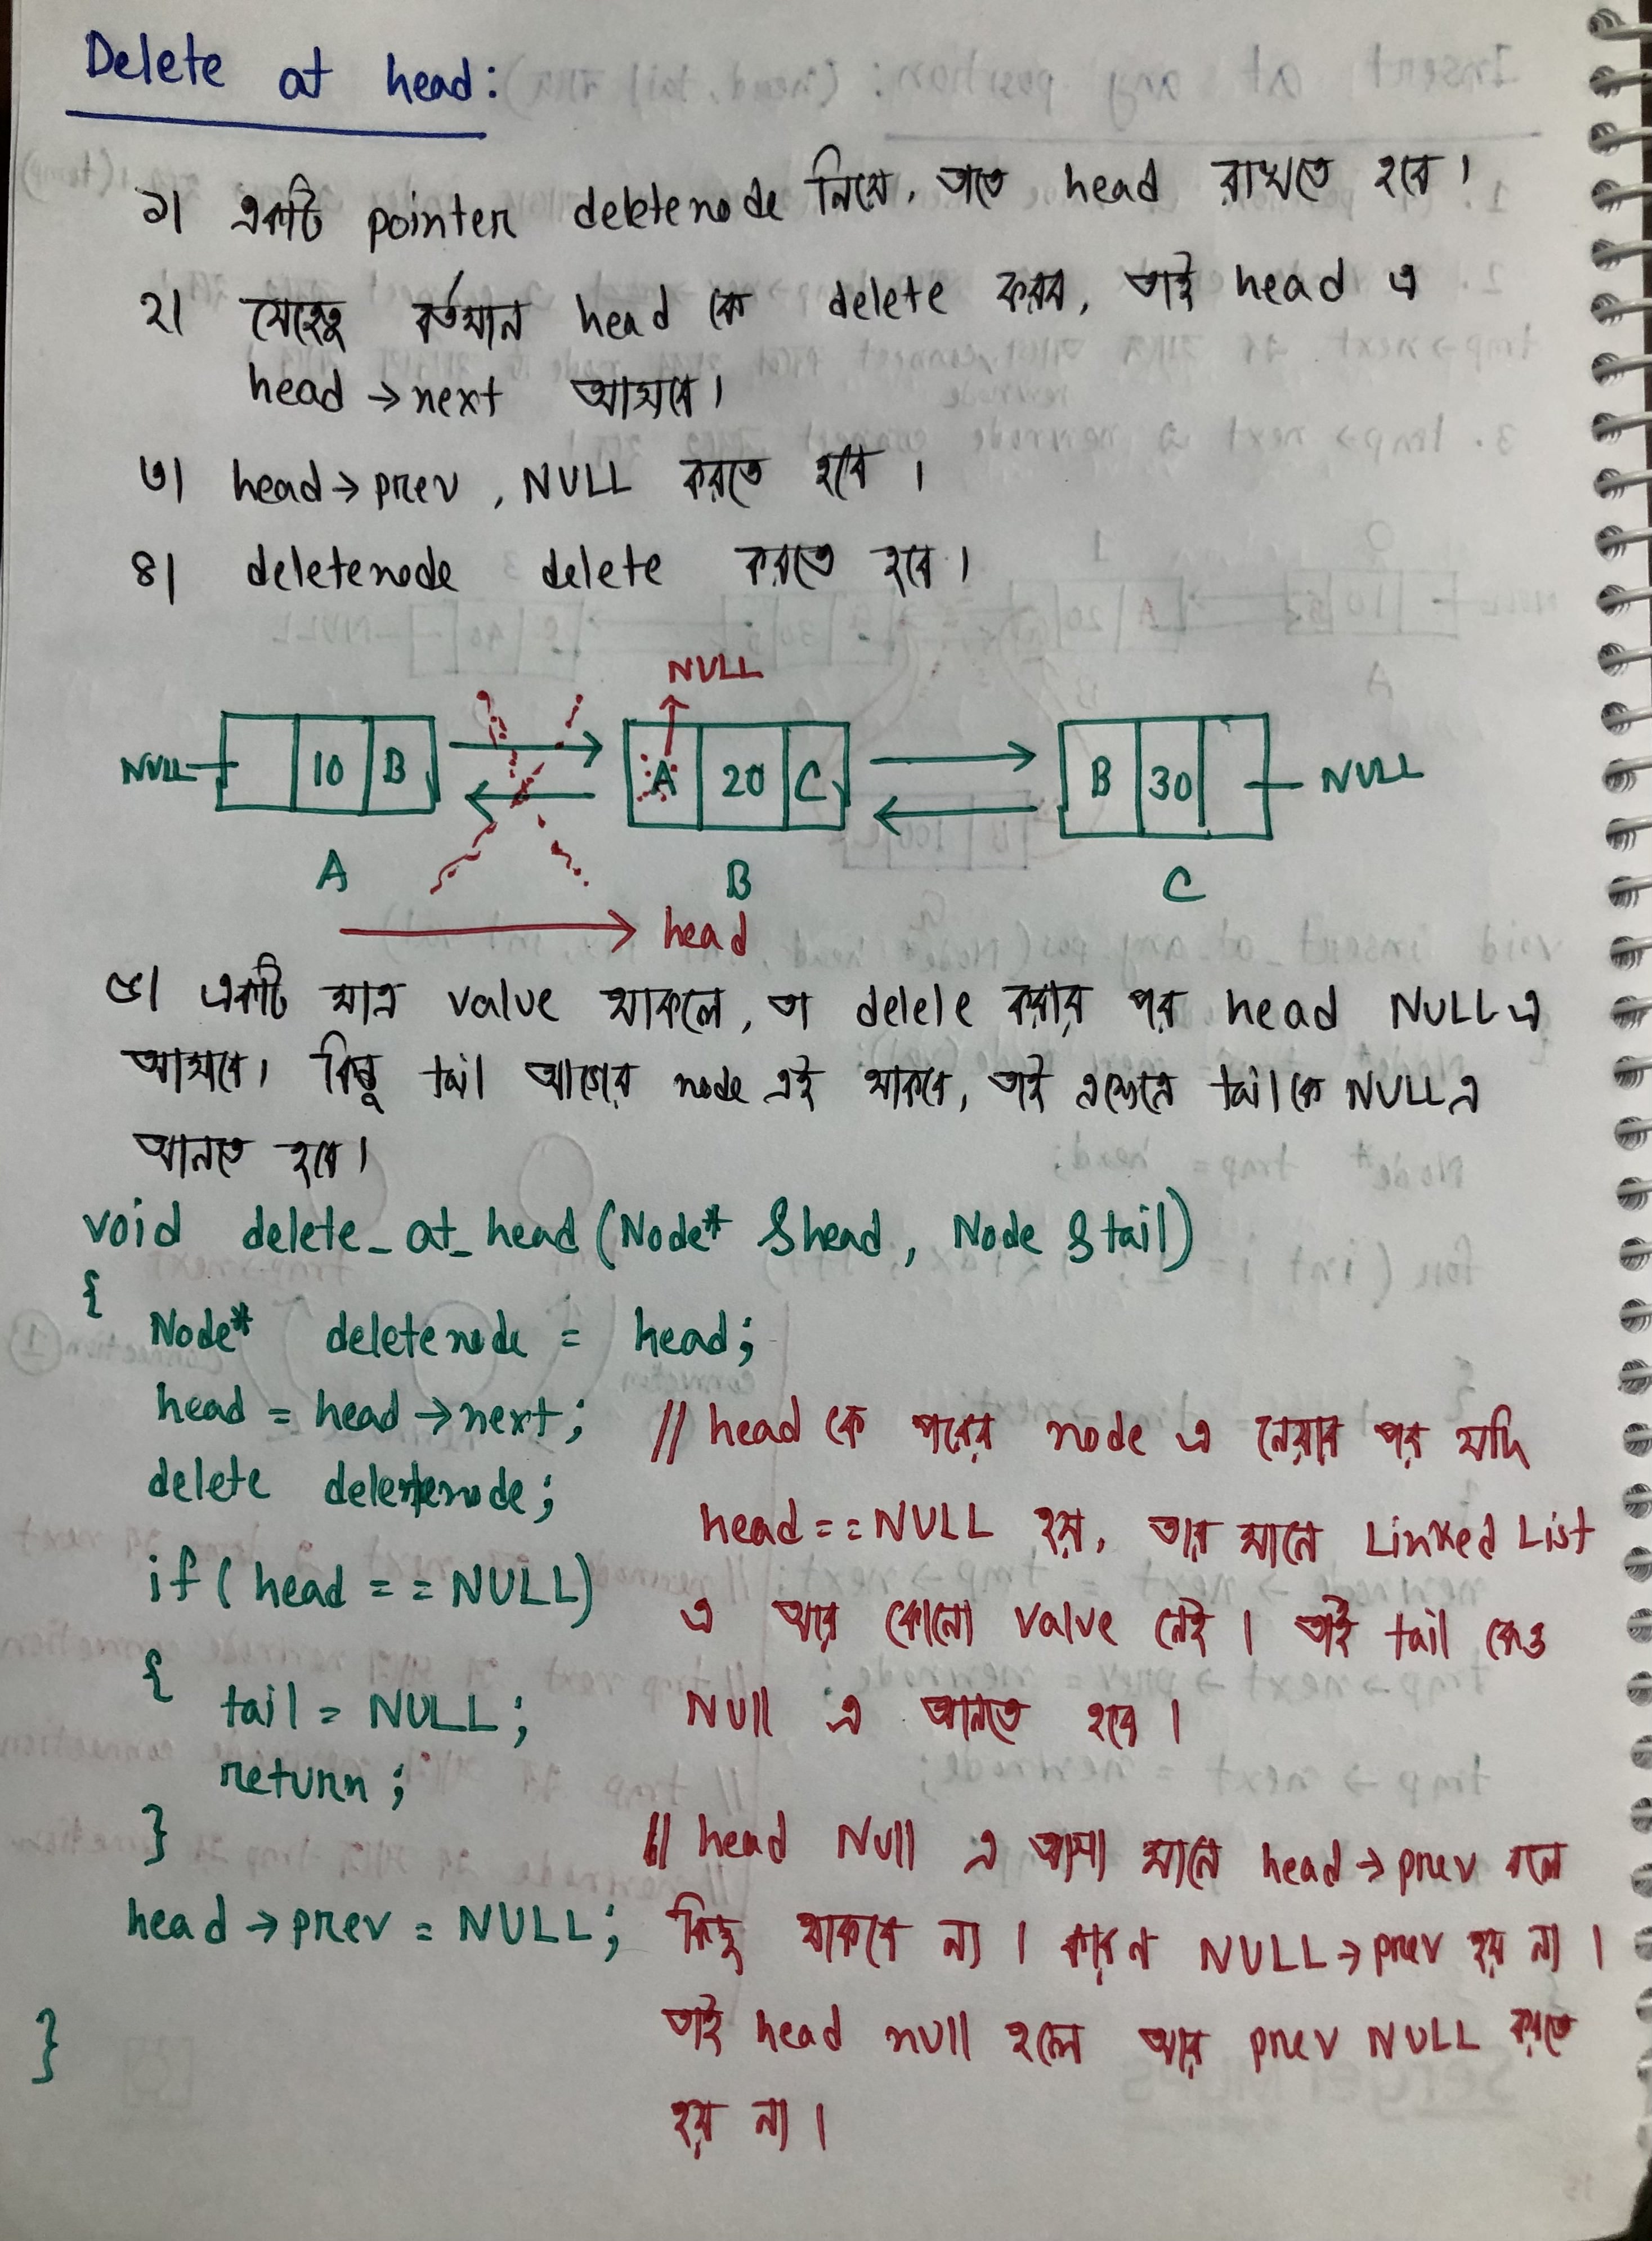 Delete at head:
১। একটি pointer deletenode নিয়ে, তাতে head রাখতে হবে।
২। যেহেতু বর্তমান head কে delete করব, তাই head এ
head → next আসবে।
৩। head → prev, NULL করতে হবে।
৪। deletenode delete করতে হবে।
NULL
NULL 10 B A 20 C B 30 NULL
A B C
head
৫। একটি মাত্র value থাকলে, তা delele করার পর head NULL এ
আসবে। কিন্তু tail আগের node এই থাকবে, তাই এখানে tail কে NULL এ
আনতে হবে।
void delete_at_head (Node* &head, Node &tail)
{
Node* deletenode = head;
head = head → next; // head কে পরের node এ নেয়ার পর যদি
delete deletenode;
head == NULL হয়, তার মানে Linked List
if (head == NULL)
এ আর কোনো value নেই। তাই tail কেও
{
tail = NULL; NUll এ আনতে হবে।
return;
}
// head NUll এ আসা মানে head → prev বলে
head → prev = NULL; কিছু থাকবে না। কারণ NULL → prev হয় না।
}
তাই head null হলে আর prev NULL করতে
হয় না।